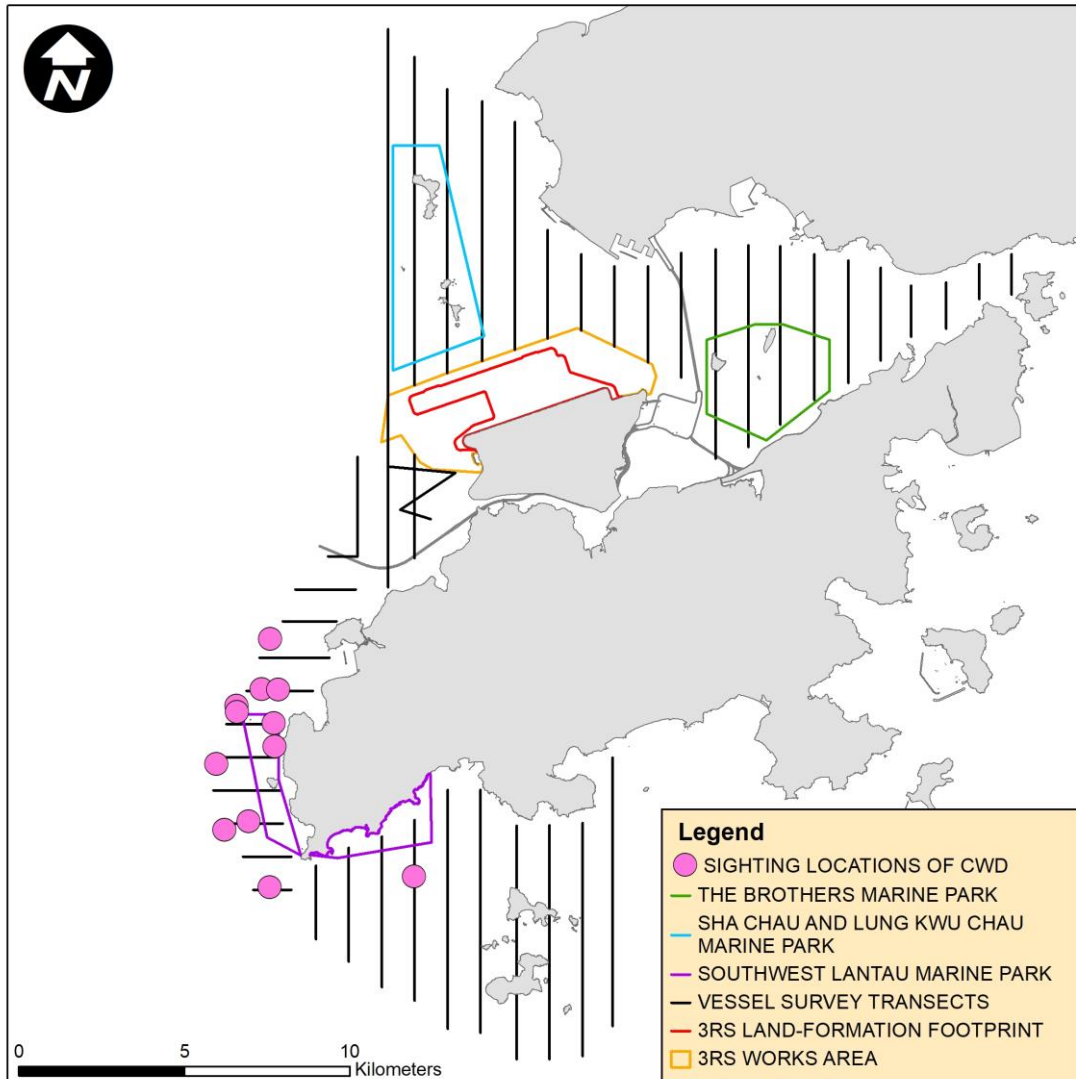 N
Legend
SIGHTING LOCATIONS OF CWD
THE BROTHERS MARINE PARK
SHA CHAU AND LUNG KWU CHAU
MARINE PARK
SOUTHWEST LANTAU MARINE PARK
VESSEL SURVEY TRANSECTS
3RS LAND-FORMATION FOOTPRINT
3RS WORKS AREA
0 5 10
Kilometers